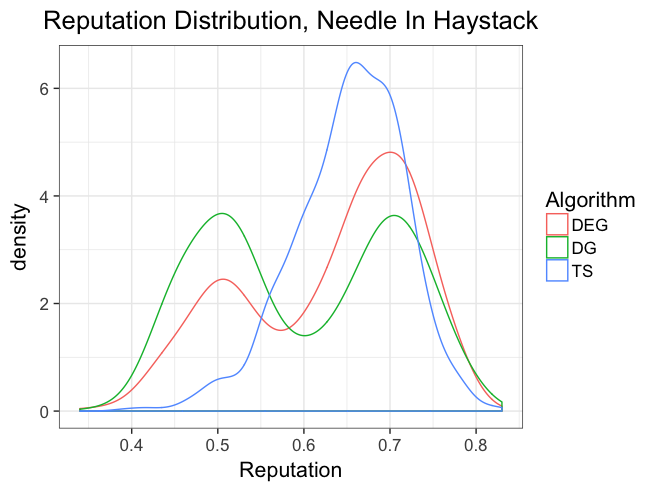 Reputation Distribution, Needle In Haystack
density
6
4
2
0
0.4 0.5 0.6 0.7 0.8
Reputation
Algorithm
DEG
DG
TS